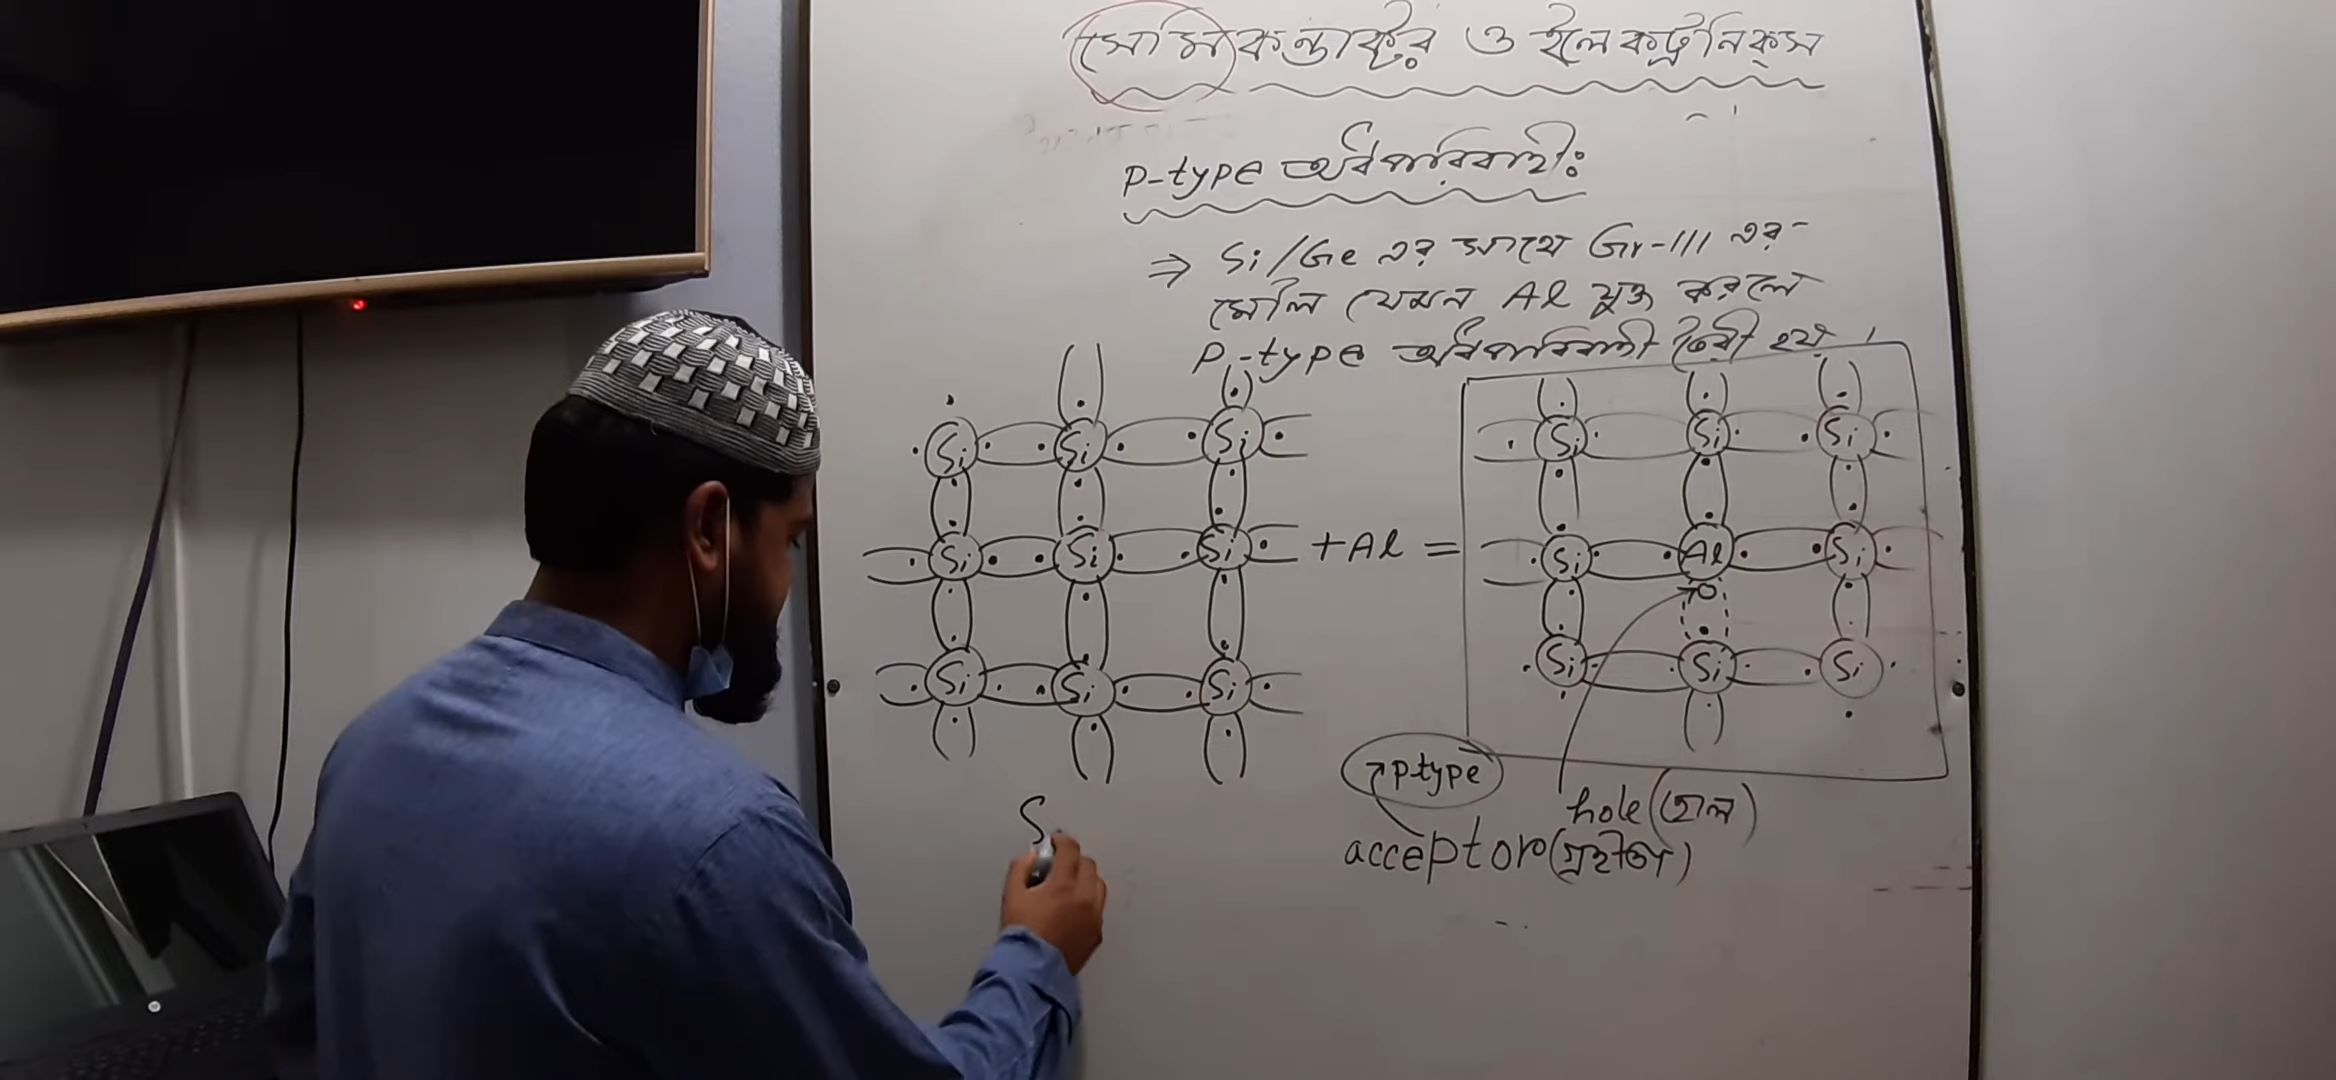 সেমিকন্ডাক্টর ও ইলেকট্রনিক্স
P-type অর্ধপরিবাহী:
⇒ Si/Ge এর সাথে Gr-III এর
মৌল যেমন Al যুক্ত করলে
P-type অর্ধপরিবাহী তৈরী হয়।
Si Si Si Si Si Si
Si Si Si + Al = Si Al Si
Si Si Si Si Si Si
p-type
hole (হোল)
S
acceptor (গ্রহীতা)